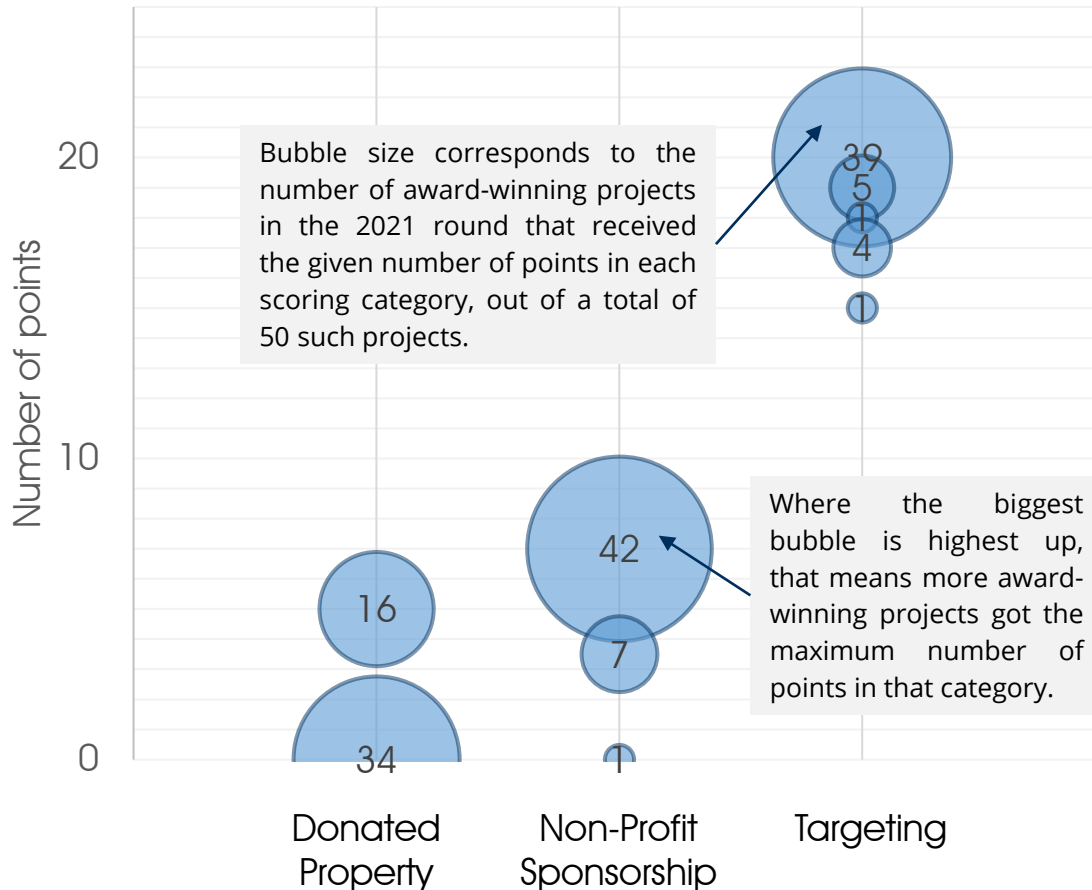 Number of points
20
10
0
Bubble size corresponds to the
number of award-winning projects
in the 2021 round that received
the given number of points in each
scoring category, out of a total of
50 such projects.
39
5
1
4
1
42
7
1
16
34
Where the biggest
bubble is highest up,
that means more award-
winning projects got the
maximum number of
points in that category.
Donated
Property
Non-Profit
Sponsorship
Targeting